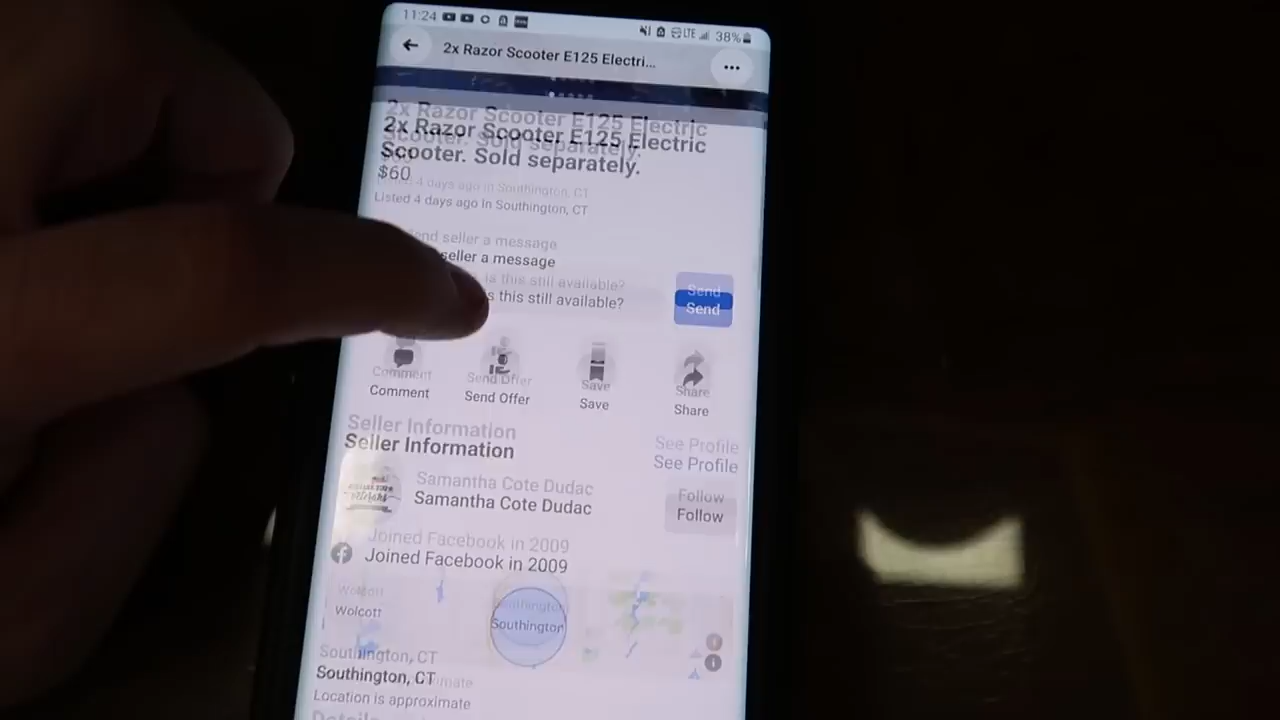 11:24
LTE 38%
2x Razor Scooter E125 Electri...
2x Razor Scooter E125 Electric
Scooter. Sold separately.
$60
Listed 4 days ago in Southington, CT
seller a message
s this still available?
Send
Comment
Send Offer
Save
Share
Seller Information
See Profile
Samantha Cote Dudac
Follow
Joined Facebook in 2009
Wolcott
Southington
Southington, CT
Location is approximate